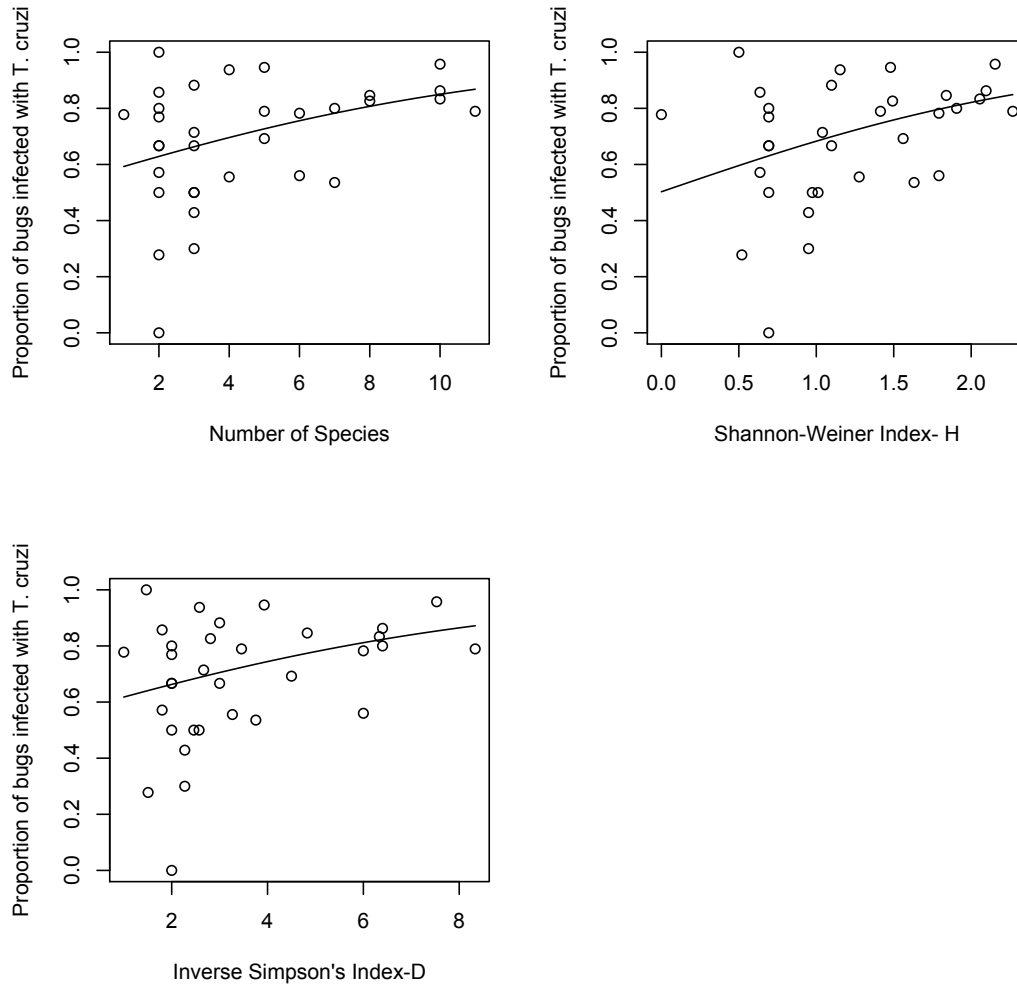 Proportion of bugs infected with T. cruzi
0.0 0.2 0.4 0.6 0.8 1.0
2 4 6 8 10
Number of Species
Proportion of bugs infected with T. cruzi
0.0 0.2 0.4 0.6 0.8 1.0
0.0 0.5 1.0 1.5 2.0
Shannon-Weiner Index- H
Proportion of bugs infected with T. cruzi
0.0 0.2 0.4 0.6 0.8 1.0
2 4 6 8
Inverse Simpson's Index-D